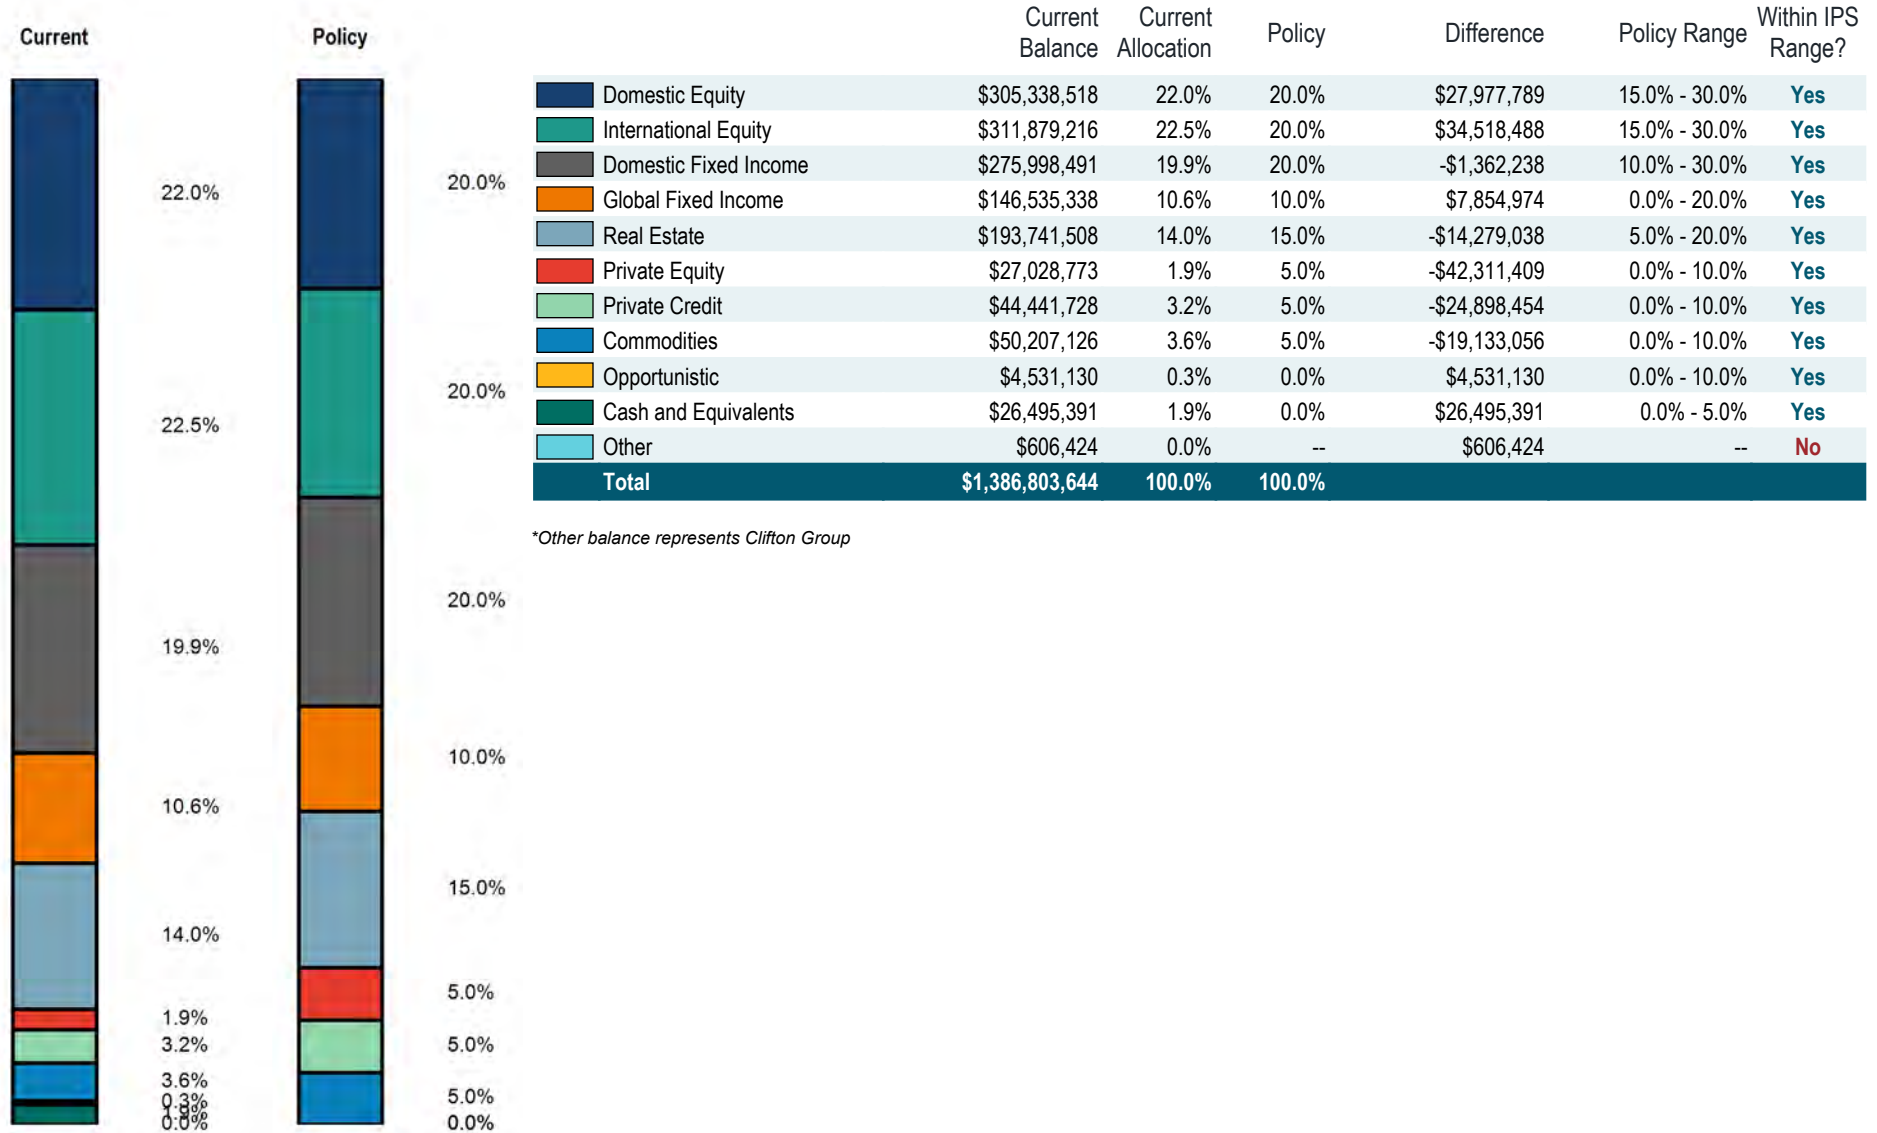 Current
22.0%
22.5%
19.9%
10.6%
14.0%
1.9%
3.2%
3.6%
0.3%
1.9%
0.0%
Policy
20.0%
20.0%
20.0%
10.0%
15.0%
5.0%
5.0%
5.0%
0.0%
Current Balance Current Allocation Policy Difference Policy Range Within IPS Range?
Domestic Equity $305,338,518 22.0% 20.0% $27,977,789 15.0% - 30.0% Yes
International Equity $311,879,216 22.5% 20.0% $34,518,488 15.0% - 30.0% Yes
Domestic Fixed Income $275,998,491 19.9% 20.0% -$1,362,238 10.0% - 30.0% Yes
Global Fixed Income $146,535,338 10.6% 10.0% $7,854,974 0.0% - 20.0% Yes
Real Estate $193,741,508 14.0% 15.0% -$14,279,038 5.0% - 20.0% Yes
Private Equity $27,028,773 1.9% 5.0% -$42,311,409 0.0% - 10.0% Yes
Private Credit $44,441,728 3.2% 5.0% -$24,898,454 0.0% - 10.0% Yes
Commodities $50,207,126 3.6% 5.0% -$19,133,056 0.0% - 10.0% Yes
Opportunistic $4,531,130 0.3% 0.0% $4,531,130 0.0% - 10.0% Yes
Cash and Equivalents $26,495,391 1.9% 0.0% $26,495,391 0.0% - 5.0% Yes
Other $606,424 0.0% -- $606,424 -- No
Total $1,386,803,644 100.0% 100.0%
*Other balance represents Clifton Group